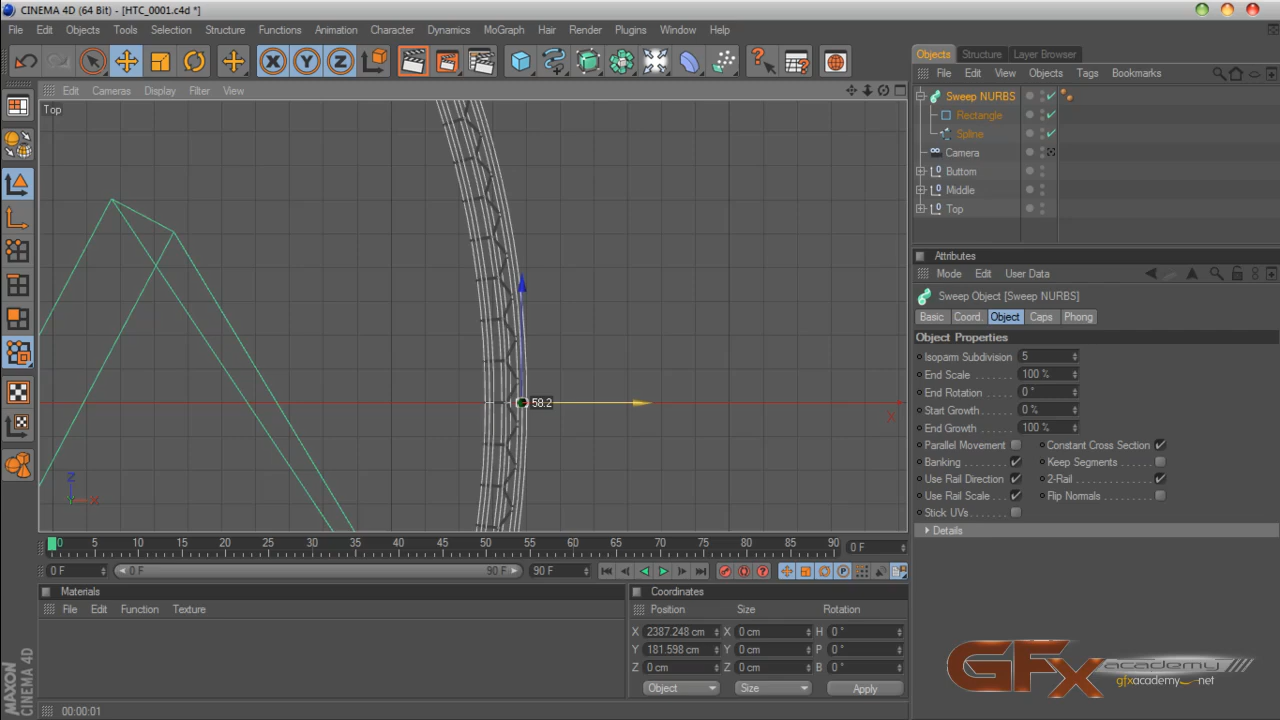 CINEMA 4D (64 Bit) - [HTC_0001.c4d *]
File Edit Objects Tools Selection Structure Functions Animation Character Dynamics MoGraph Hair Render Plugins Window Help
Objects Structure Layer Browser
File Edit View Objects Tags Bookmarks
Edit Cameras Display Filter View
Top
Sweep NURBS
Rectangle
Spline
Camera
Buttom
Middle
Top
58.2
X
Z
Y X
Attributes
Mode Edit User Data
Sweep Object [Sweep NURBS]
Basic Coord. Object Caps Phong
Object Properties
Isoparm Subdivision 5
End Scale 100 %
End Rotation 0 °
Start Growth 0 %
End Growth 100 %
Parallel Movement Constant Cross Section
Banking Keep Segments
Use Rail Direction 2-Rail
Use Rail Scale Flip Normals
Stick UVs
Details
0 5 10 15 20 25 30 35 40 45 50 55 60 65 70 75 80 85 90 0 F
0 F 0 F 90 F 90 F
Materials
File Edit Function Texture
Coordinates
Position Size Rotation
X 2387.248 cm X 0 cm H 0 °
Y 181.598 cm Y 0 cm P 0 °
Z 0 cm Z 0 cm B 0 °
Object Size Apply
MAXON
CINEMA 4D
00:00:01
GFx academy
gfxacademy.net